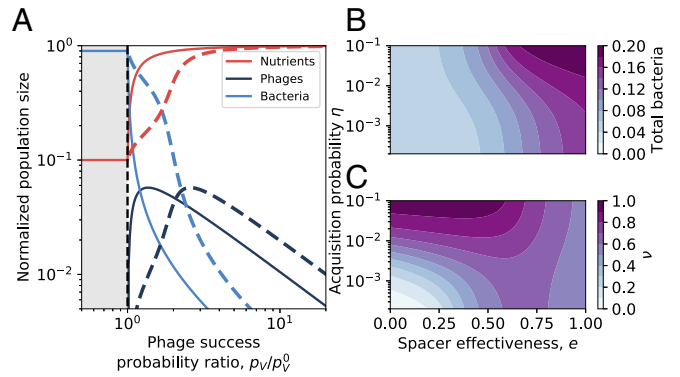 A
Normalized population size
10^0
10^-1
10^-2
Nutrients
Phages
Bacteria
10^0
10^1
Phage success
probability ratio, p_V/p_V^0
B
Acquisition probability η
10^-1
10^-2
10^-3
0.20
0.16
0.12
0.08
0.04
0.00
Total bacteria
C
10^-1
10^-2
10^-3
0.00
0.25
0.50
0.75
1.00
Spacer effectiveness, e
1.0
0.8
0.6
0.4
0.2
0.0
ν